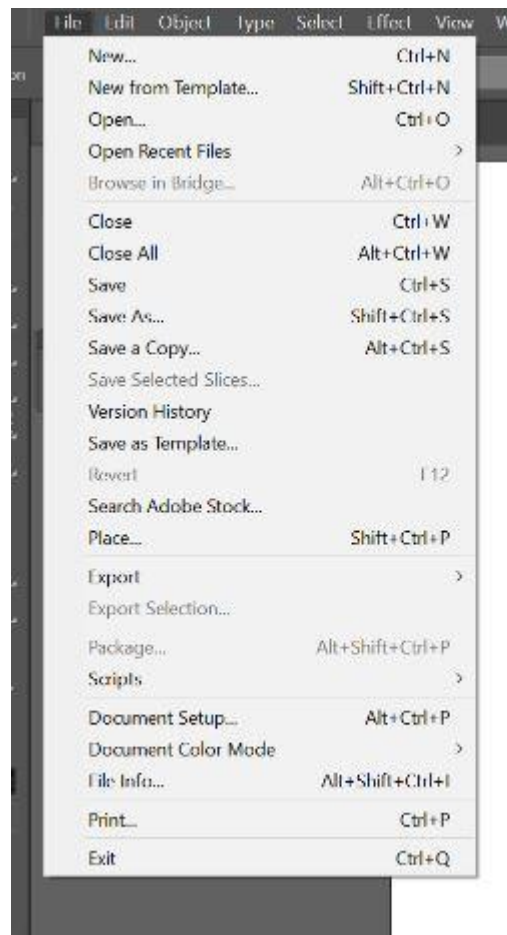 File Edit Object Type Select Effect View W
on
New... Ctrl+N
New from Template... Shift+Ctrl+N
Open... Ctrl+O
Open Recent Files >
Browse in Bridge... Alt+Ctrl+O
Close Ctrl+W
Close All Alt+Ctrl+W
Save Ctrl+S
Save As... Shift+Ctrl+S
Save a Copy... Alt+Ctrl+S
Save Selected Slices...
Version History
Save as Template...
Revert F12
Search Adobe Stock...
Place... Shift+Ctrl+P
Export >
Export Selection...
Package... Alt+Shift+Ctrl+P
Scripts >
Document Setup... Alt+Ctrl+P
Document Color Mode >
File Info... Alt+Shift+Ctrl+I
Print... Ctrl+P
Exit Ctrl+Q